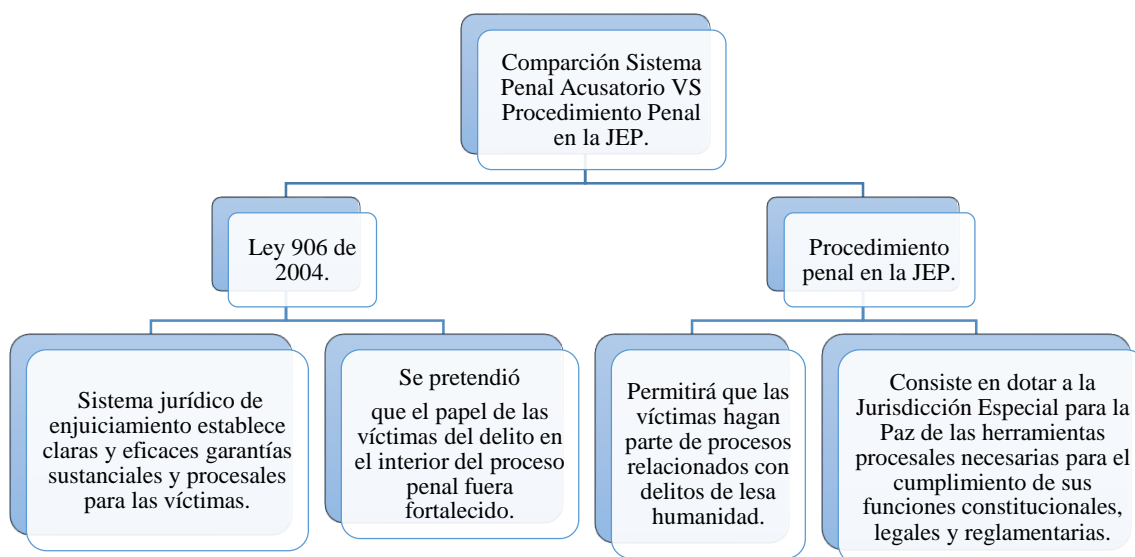 Comparción Sistema
Penal Acusatorio VS
Procedimiento Penal
en la JEP.
Ley 906 de
2004.
Procedimiento
penal en la JEP.
Sistema jurídico de
enjuiciamiento establece
claras y eficaces garantías
sustanciales y procesales
para las víctimas.
Se pretendió
que el papel de las
víctimas del delito en
el interior del proceso
penal fuera
fortalecido.
Permitirá que las
víctimas hagan
parte de procesos
relacionados con
delitos de lesa
humanidad.
Consiste en dotar a la
Jurisdicción Especial para la
Paz de las herramientas
procesales necesarias para el
cumplimiento de sus
funciones constitucionales,
legales y reglamentarias.